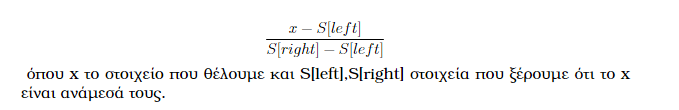 x − S[left]
S[right] − S[left]
όπου x το στοιχείο που θέλουμε και S[left],S[right] στοιχεία που ξέρουμε ότι το x
είναι ανάμεσά τους.